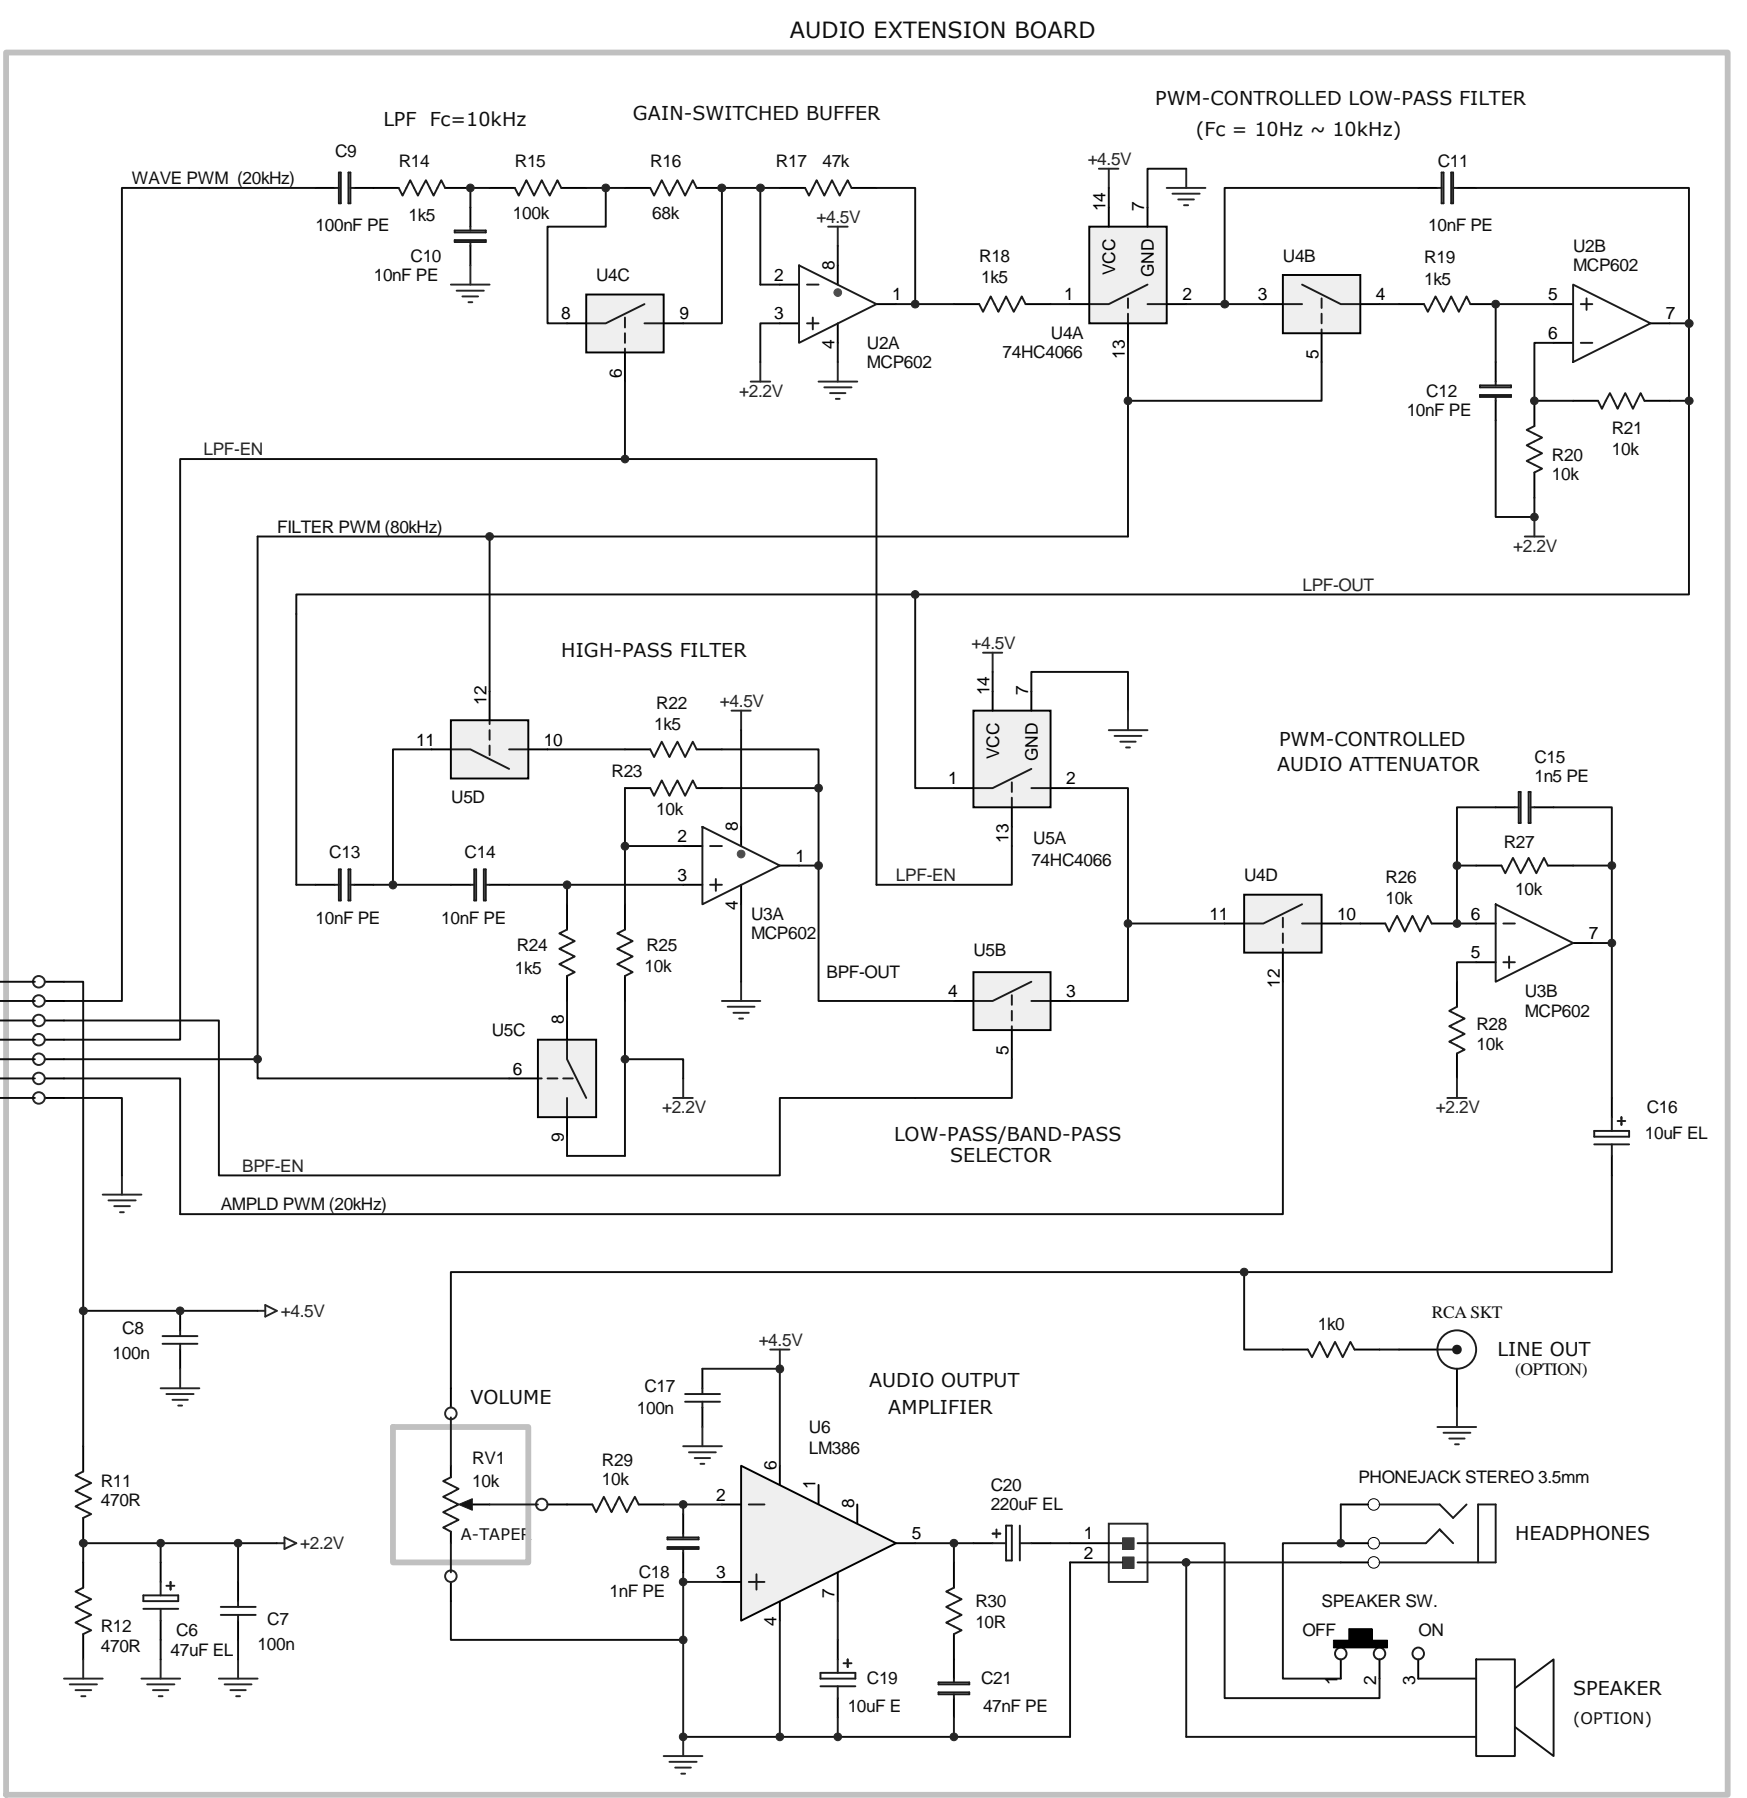 AUDIO EXTENSION BOARD
LPF Fc=10kHz
GAIN-SWITCHED BUFFER
PWM-CONTROLLED LOW-PASS FILTER
(Fc = 10Hz ~ 10kHz)
WAVE PWM (20kHz)
C9
100nF PE
R14
1k5
C10
10nF PE
R15
100k
R16
68k
R17 47k
U4C
8
9
6
+4.5V
2
3
8
4
1
+2.2V
U2A
MCP602
R18
1k5
+4.5V
14
7
VCC
GND
1
2
13
U4A
74HC4066
U4B
3
4
5
C11
10nF PE
R19
1k5
U2B
MCP602
5
6
7
C12
10nF PE
R20
10k
R21
10k
+2.2V
LPF-EN
FILTER PWM (80kHz)
LPF-OUT
HIGH-PASS FILTER
12
11
10
U5D
R22
1k5
R23
10k
+4.5V
8
2
3
4
1
U3A
MCP602
C13
10nF PE
C14
10nF PE
R24
1k5
R25
10k
U5C
8
6
9
+2.2V
+4.5V
14
7
VCC
GND
1
2
13
U5A
74HC4066
LPF-EN
BPF-OUT
U5B
4
3
5
LOW-PASS/BAND-PASS
SELECTOR
PWM-CONTROLLED
AUDIO ATTENUATOR
U4D
11
10
12
R26
10k
C15
1n5 PE
R27
10k
6
5
7
U3B
MCP602
R28
10k
+2.2V
C16
+
10uF EL
BPF-EN
AMPLD PWM (20kHz)
+4.5V
C8
100n
R11
470R
+2.2V
R12
470R
+
C6
47uF EL
C7
100n
VOLUME
RV1
10k
A-TAPER
R29
10k
C18
1nF PE
C17
100n
+4.5V
AUDIO OUTPUT
AMPLIFIER
U6
LM386
6
1
8
2
3
5
7
4
+
C19
10uF E
C20
220uF EL
+
R30
10R
C21
47nF PE
1
2
1k0
RCA SKT
LINE OUT
(OPTION)
PHONEJACK STEREO 3.5mm
HEADPHONES
SPEAKER SW.
OFF
ON
1
2
3
SPEAKER
(OPTION)